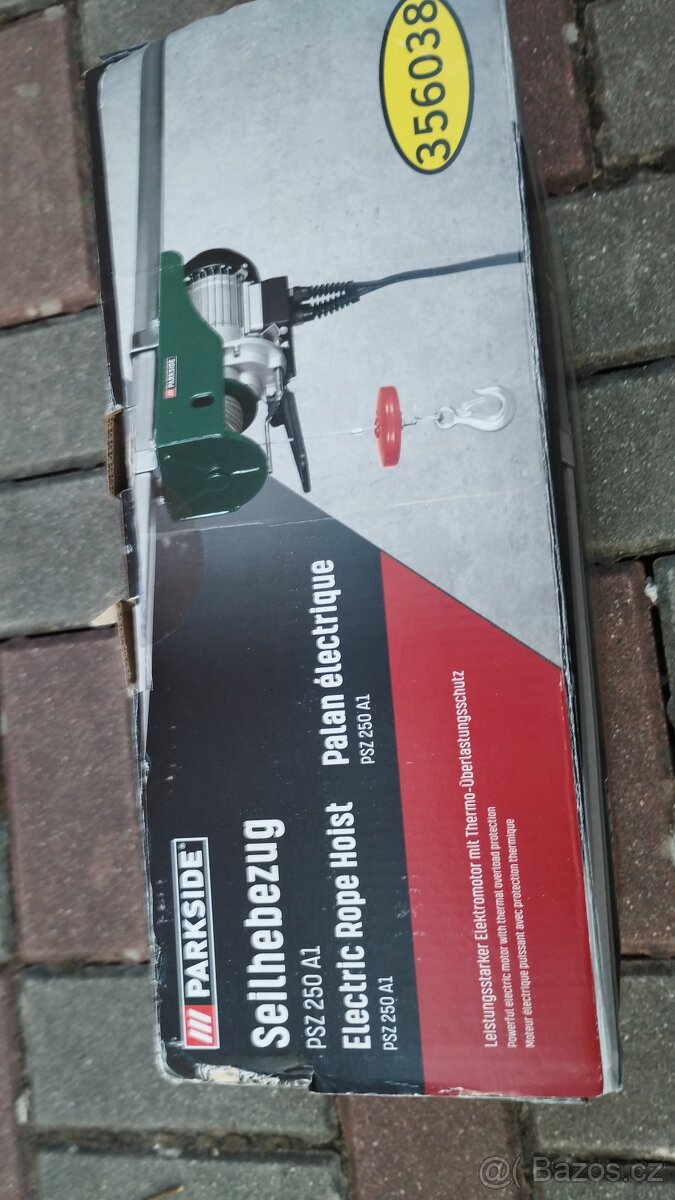 356038
PARKSIDE
PARKSIDE®
Seilhebezug
PSZ 250 A1
Electric Rope Hoist
PSZ 250 A1
Palan électrique
PSZ 250 A1
Leistungsstarker Elektromotor mit Thermo-Überlastungsschutz
Powerful electric motor with thermal overload protection
Moteur électrique puissant avec protection thermique
@ Bazos.cz